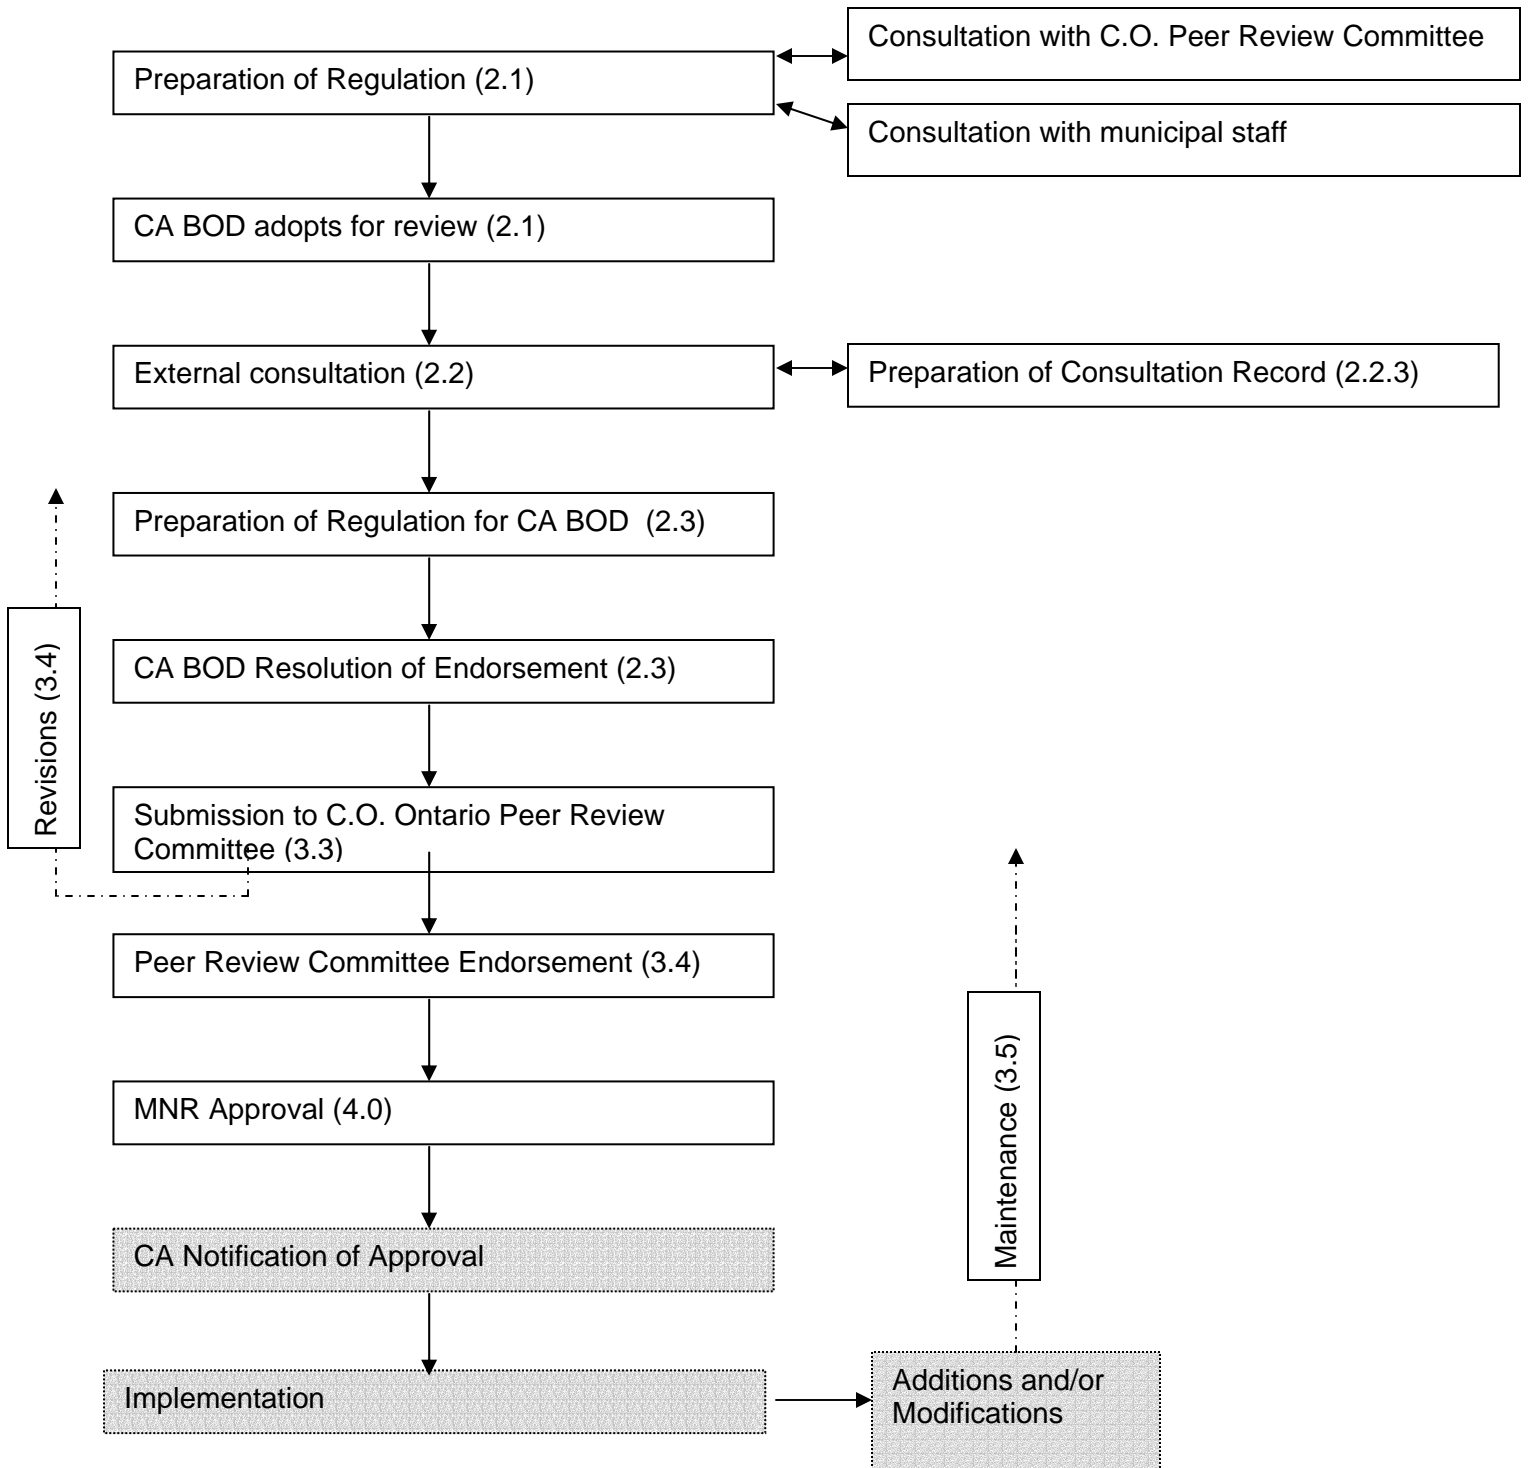 Consultation with C.O. Peer Review Committee
Preparation of Regulation (2.1)
Consultation with municipal staff
CA BOD adopts for review (2.1)
External consultation (2.2)
Preparation of Consultation Record (2.2.3)
Preparation of Regulation for CA BOD  (2.3)
Revisions (3.4)
CA BOD Resolution of Endorsement (2.3)
Submission to C.O. Ontario Peer Review
Committee (3.3)
Peer Review Committee Endorsement (3.4)
Maintenance (3.5)
MNR Approval (4.0)
CA Notification of Approval
Implementation
Additions and/or
Modifications